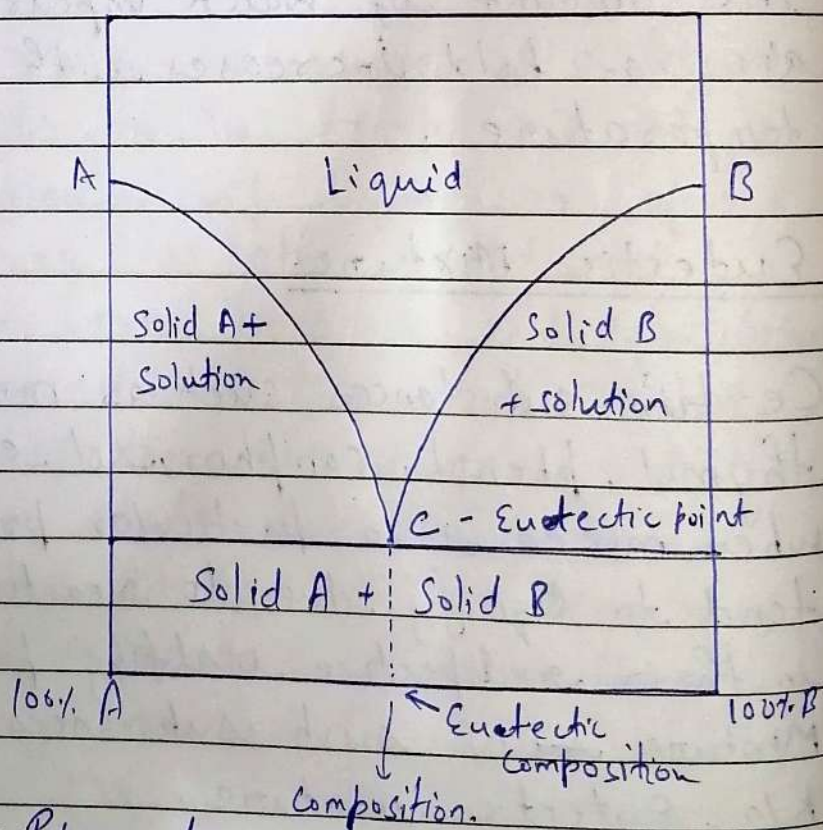 A
Liquid
B
Solid A+
Solution
Solid B
+ solution
C - Eutectic point
Solid A + Solid B
100% A
100% B
Eutectic
composition
composition.